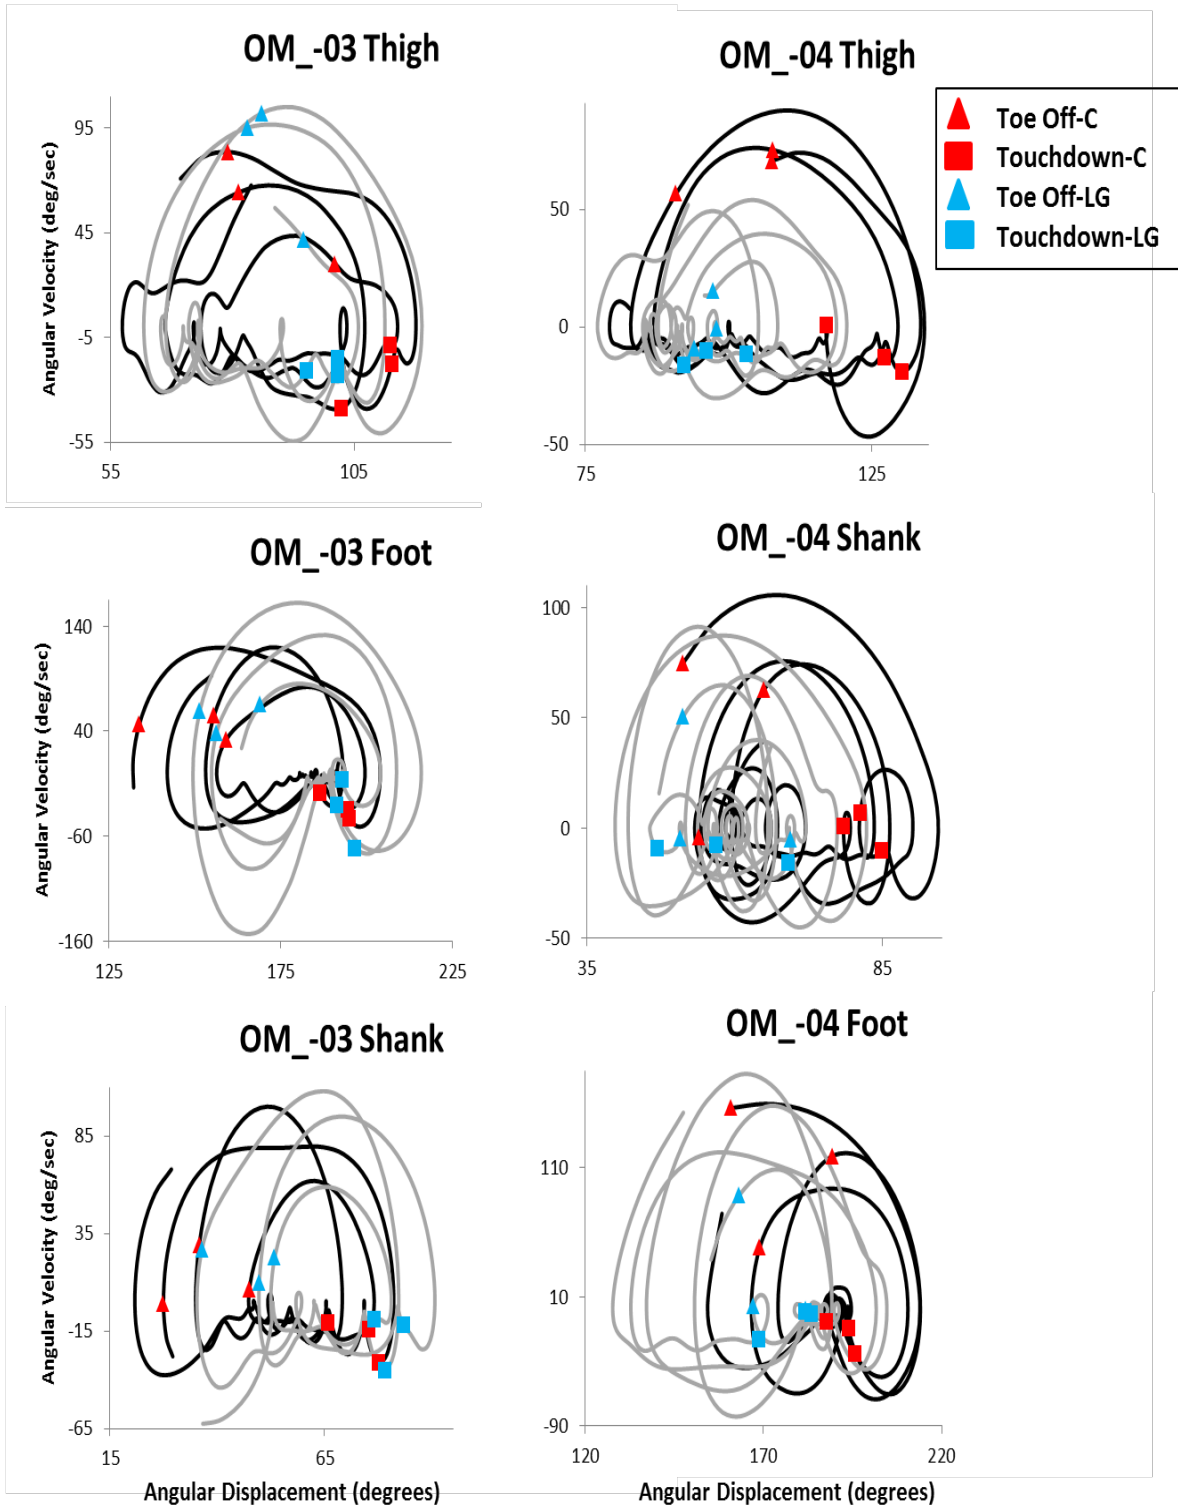 OM_-03 Thigh
OM_-04 Thigh
Toe Off-C
Touchdown-C
Toe Off-LG
Touchdown-LG
Angular Velocity (deg/sec)
95
45
-5
-55
55
105
50
0
-50
75
125
OM_-03 Foot
OM_-04 Shank
Angular Velocity (deg/sec)
140
40
-60
-160
125
175
225
100
50
0
-50
35
85
OM_-03 Shank
OM_-04 Foot
Angular Velocity (deg/sec)
85
35
-15
-65
15
65
110
10
-90
120
170
220
Angular Displacement (degrees)
Angular Displacement (degrees)